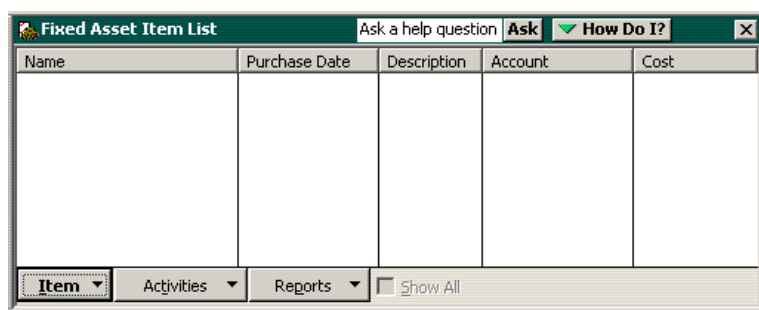 Fixed Asset Item List Ask a help question Ask How Do I?
Name Purchase Date Description Account Cost
Item Activities Reports Show All